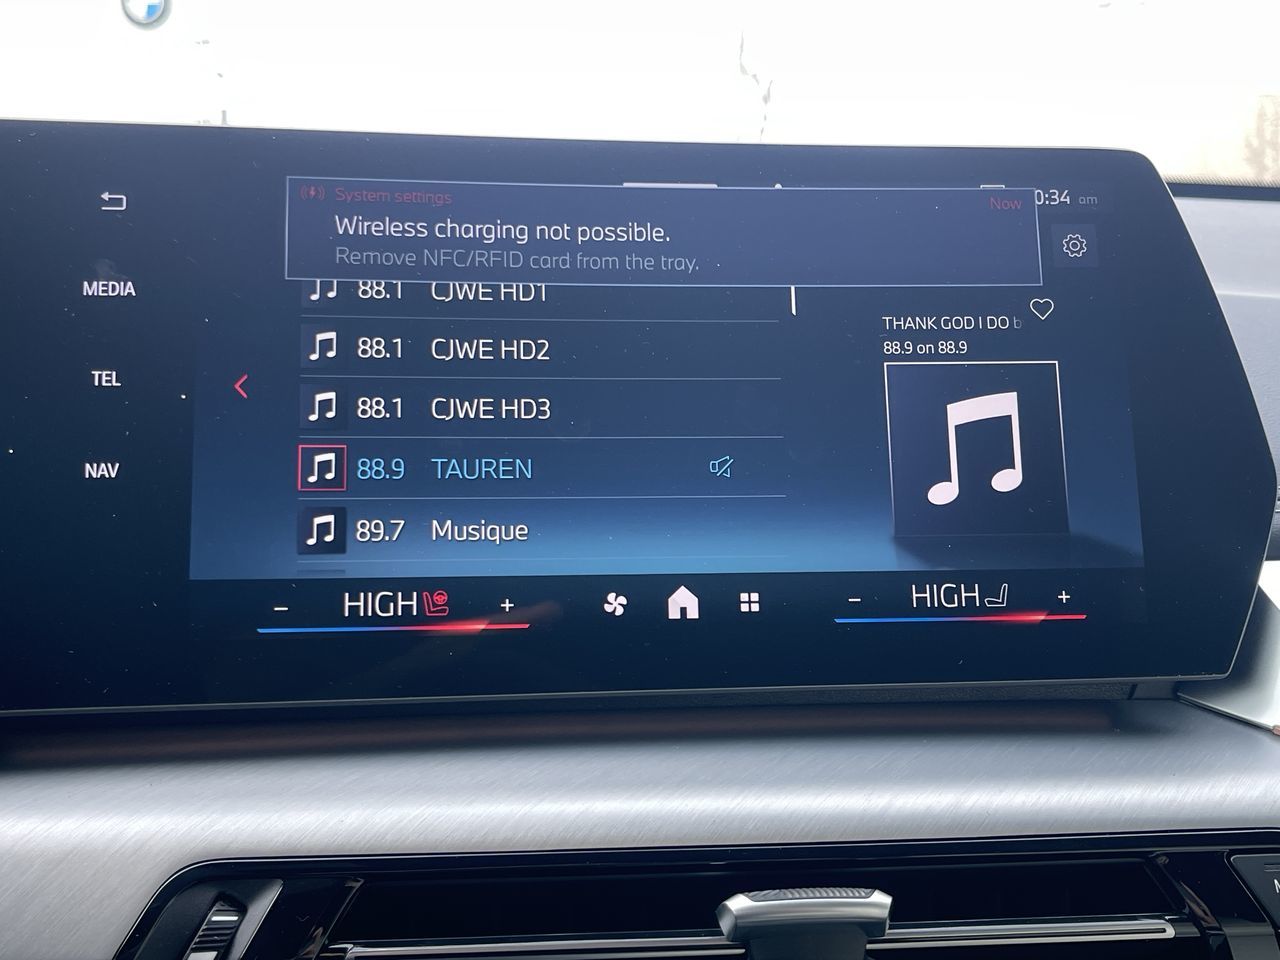 System settings
Now
Wireless charging not possible.
Remove NFC/RFID card from the tray.
0:34 am
MEDIA
TEL
NAV
88.1 CJWE HD1
88.1 CJWE HD2
88.1 CJWE HD3
88.9 TAUREN
89.7 Musique
THANK GOD I DO b
88.9 on 88.9
- HIGH +
- HIGH +